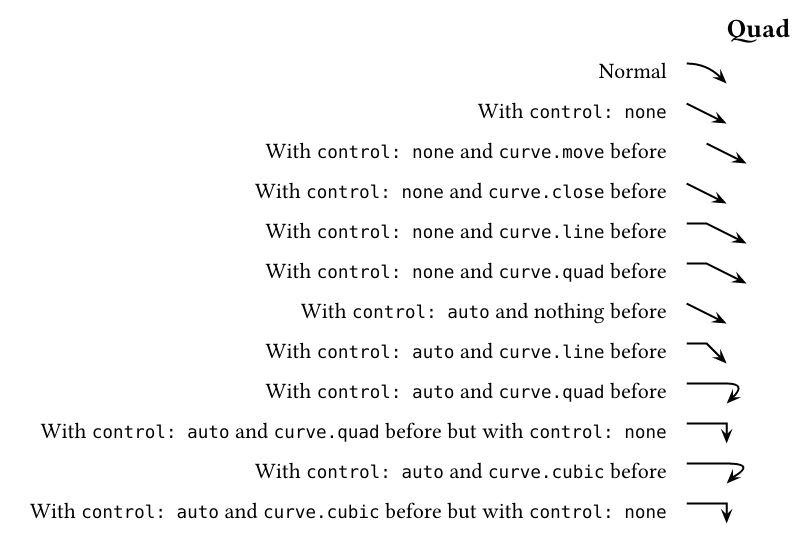 Quad
Normal
With control: none
With control: none and curve.move before
With control: none and curve.close before
With control: none and curve.line before
With control: none and curve.quad before
With control: auto and nothing before
With control: auto and curve.line before
With control: auto and curve.quad before
With control: auto and curve.quad before but with control: none
With control: auto and curve.cubic before
With control: auto and curve.cubic before but with control: none